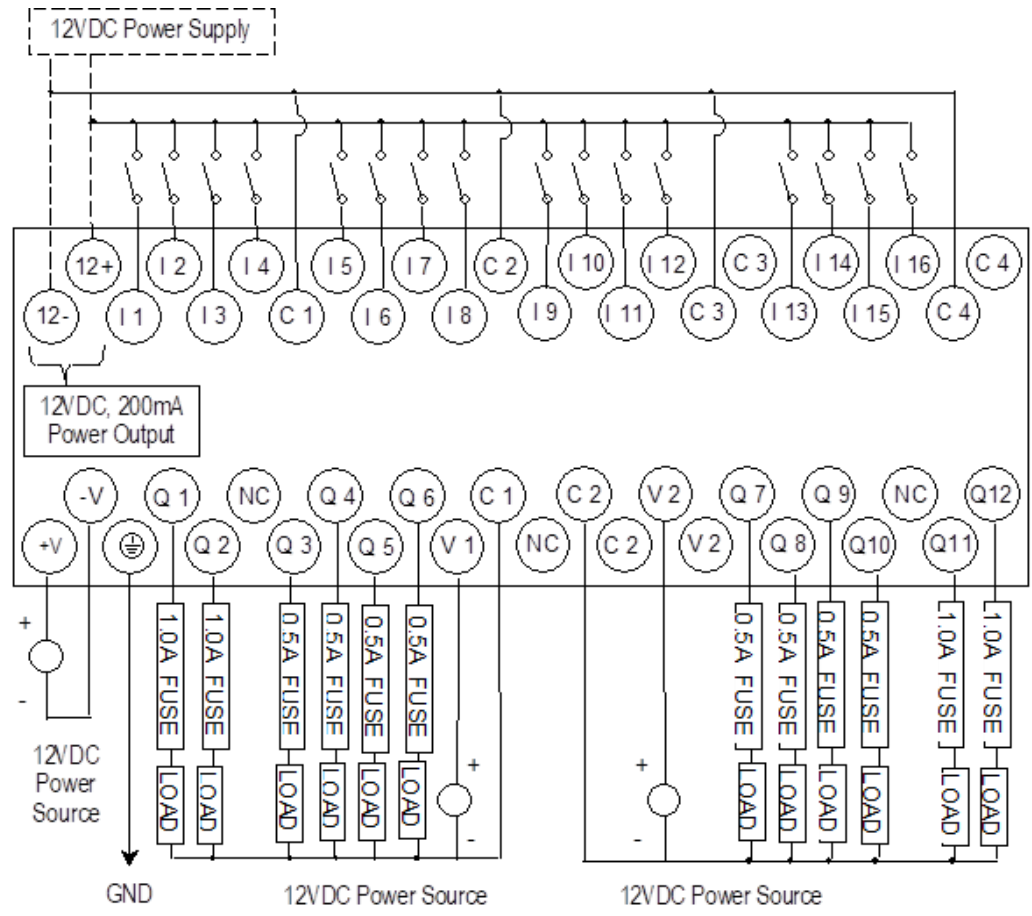 12VDC Power Supply
12+ I 2 I 4 I 5 I 7 C 2 I 10 I 12 C 3 I 14 I 16 C 4
12- I 1 I 3 C 1 I 6 I 8 I 9 I 11 C 3 I 13 I 15 C 4
12VDC, 200mA
Power Output
-V Q 1 NC Q 4 Q 6 C 1 C 2 V 2 Q 7 Q 9 NC Q12
+V Q 2 Q 3 Q 5 V 1 NC C 2 V 2 Q 8 Q10 Q11
1.0A FUSE
1.0A FUSE
0.5A FUSE
0.5A FUSE
0.5A FUSE
0.5A FUSE
0.5A FUSE
0.5A FUSE
0.5A FUSE
0.5A FUSE
1.0A FUSE
1.0A FUSE
+
-
12VDC
Power
Source
LOAD
LOAD
LOAD
LOAD
LOAD
LOAD
+
-
+
-
LOAD
LOAD
LOAD
LOAD
LOAD
LOAD
GND
12VDC Power Source
12VDC Power Source